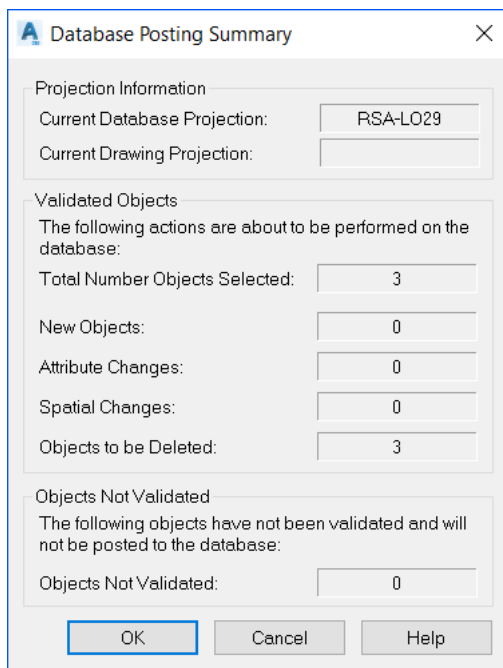 Database Posting Summary
Projection Information
Current Database Projection: RSA-LO29
Current Drawing Projection:
Validated Objects
The following actions are about to be performed on the
database:
Total Number Objects Selected: 3
New Objects: 0
Attribute Changes: 0
Spatial Changes: 0
Objects to be Deleted: 3
Objects Not Validated
The following objects have not been validated and will
not be posted to the database:
Objects Not Validated: 0
OK Cancel Help